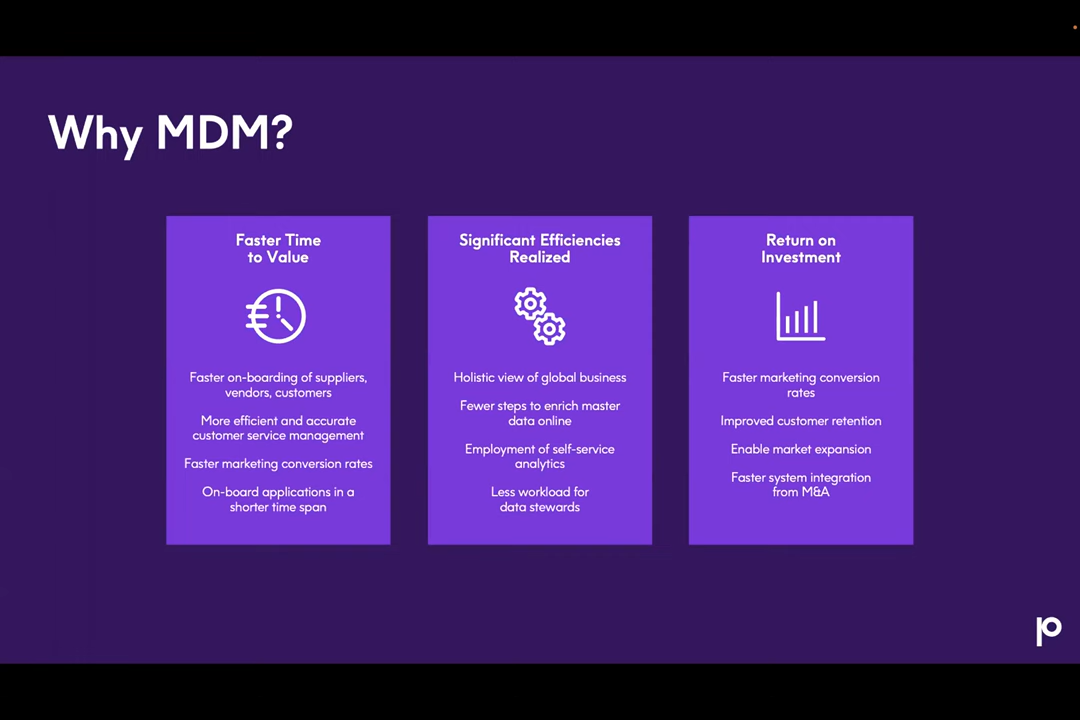 Why MDM?
Faster Time
to Value
Faster on-boarding of suppliers,
vendors, customers
More efficient and accurate
customer service management
Faster marketing conversion rates
On-board applications in a
shorter time span
Significant Efficiencies
Realized
Holistic view of global business
Fewer steps to enrich master
data online
Employment of self-service
analytics
Less workload for
data stewards
Return on
Investment
Faster marketing conversion
rates
Improved customer retention
Enable market expansion
Faster system integration
from M&A